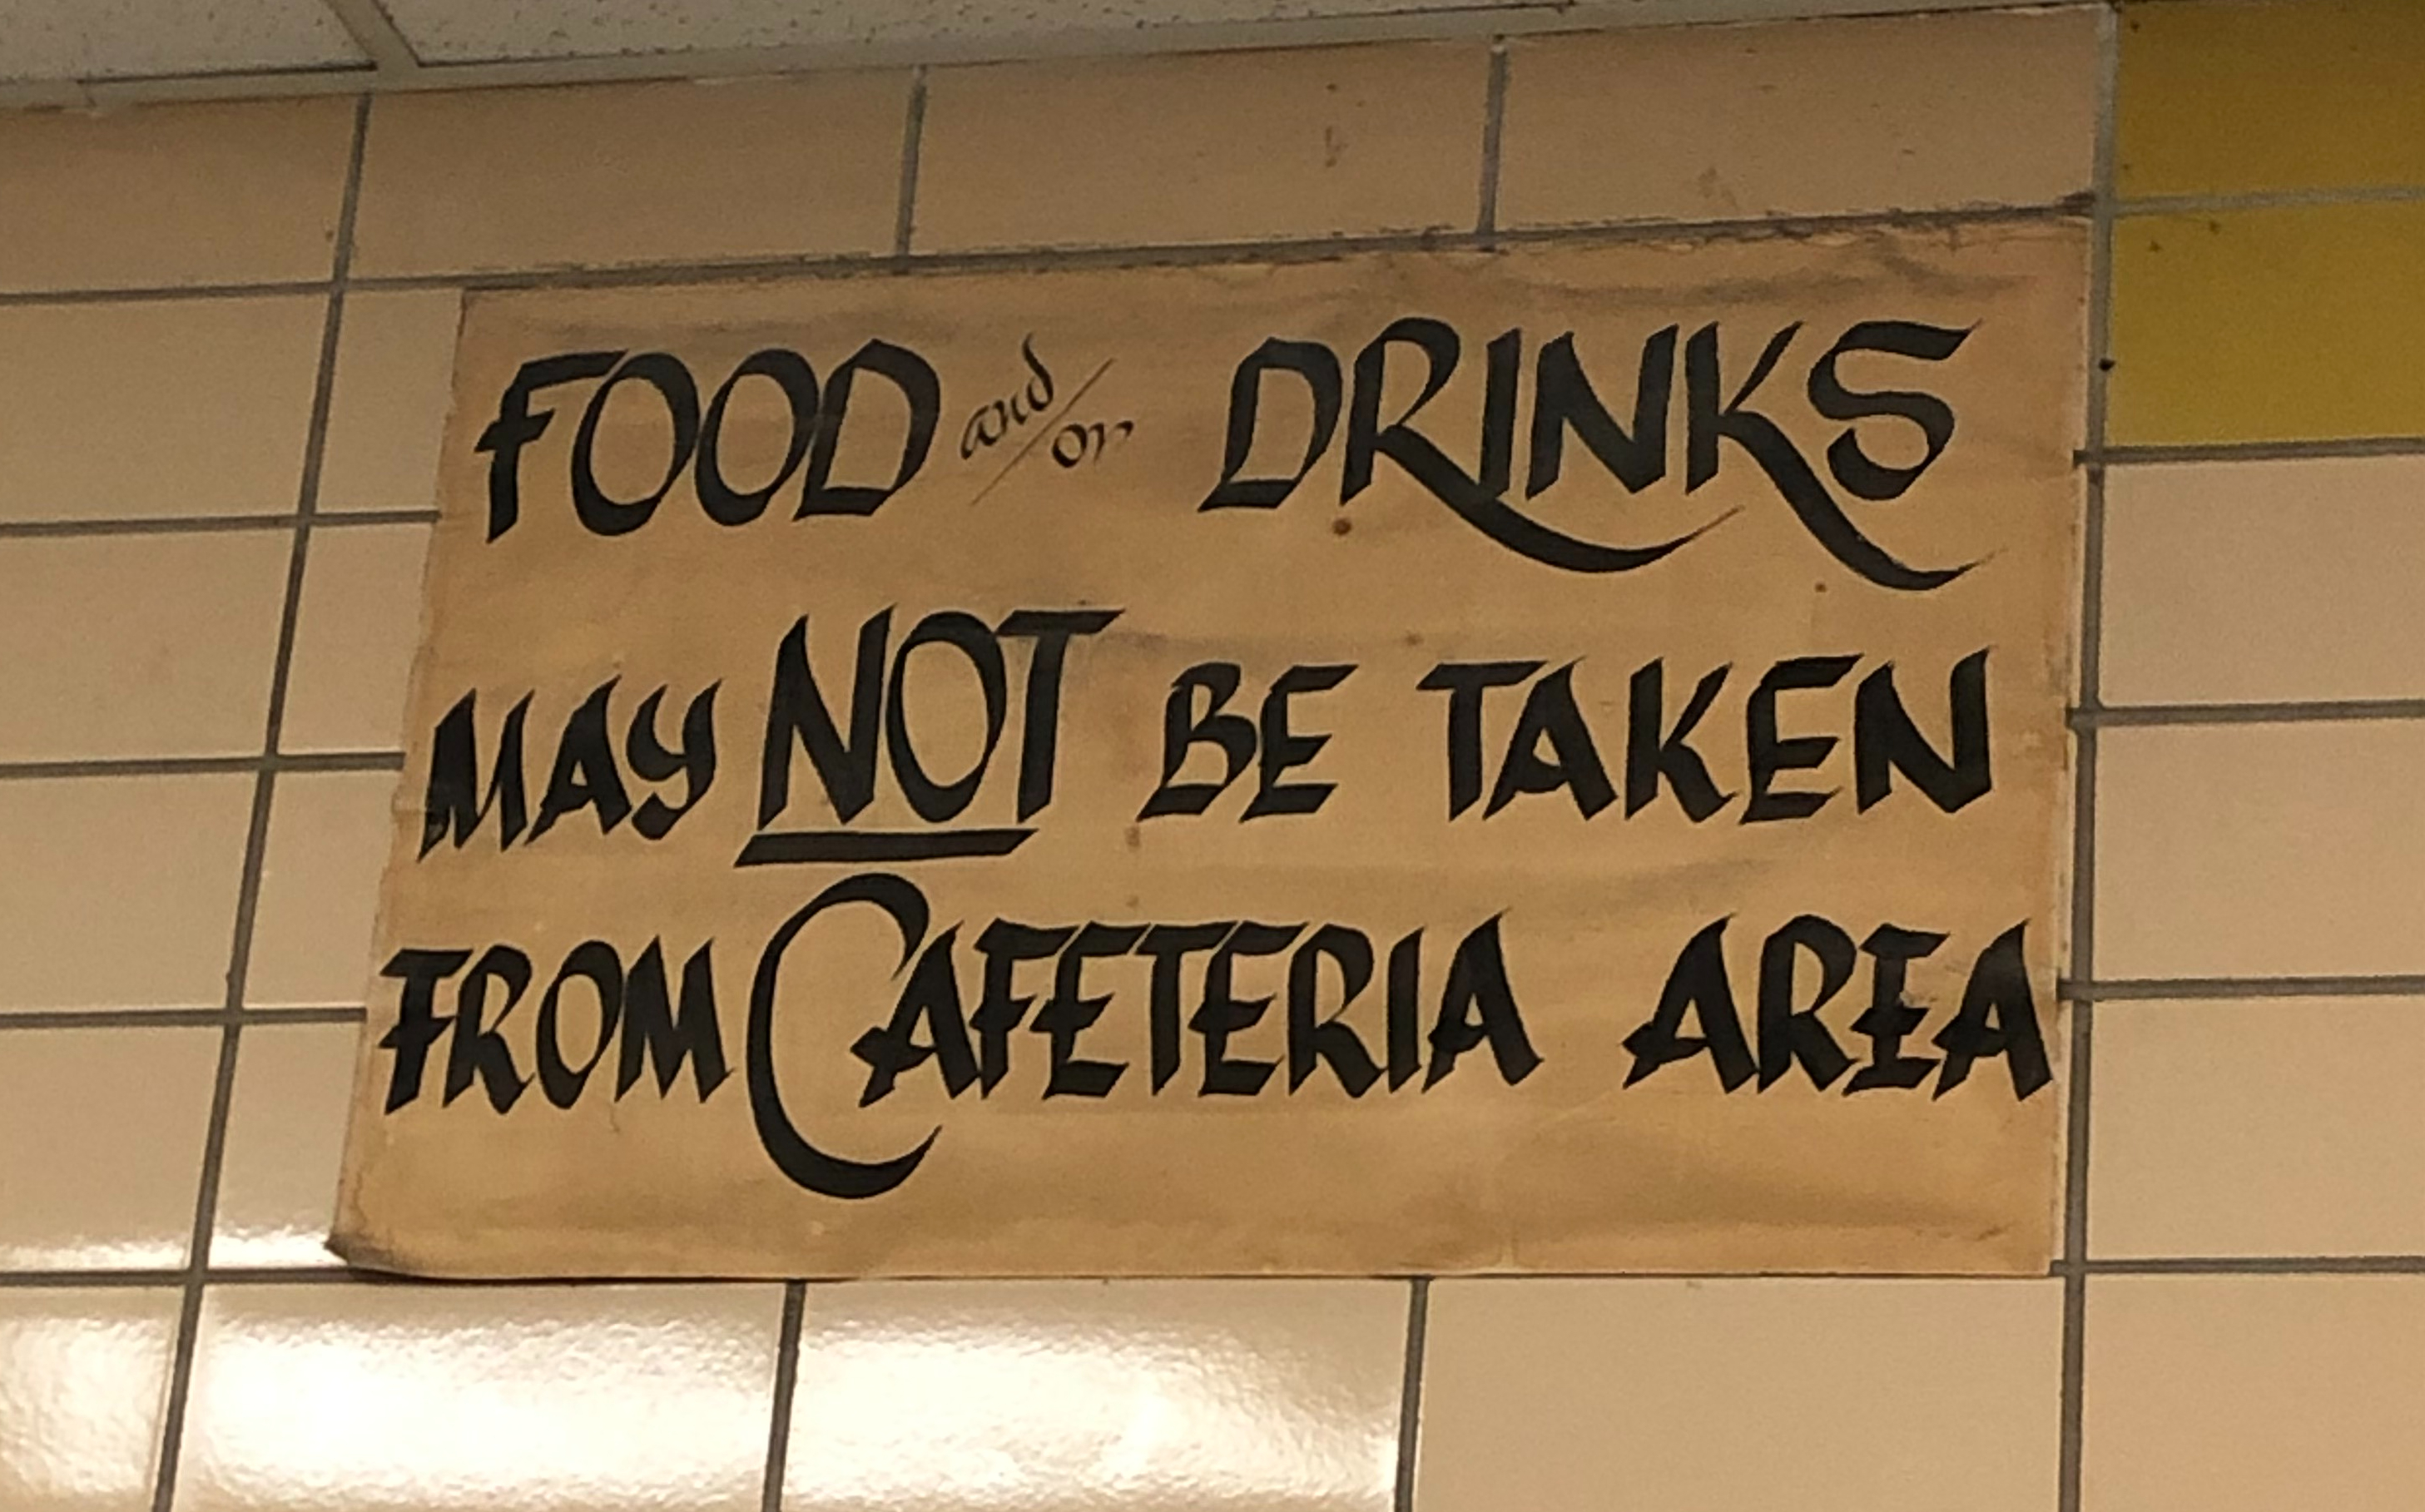 FOOD and/or DRINKS
MAY NOT BE TAKEN
FROM CAFETERIA AREA